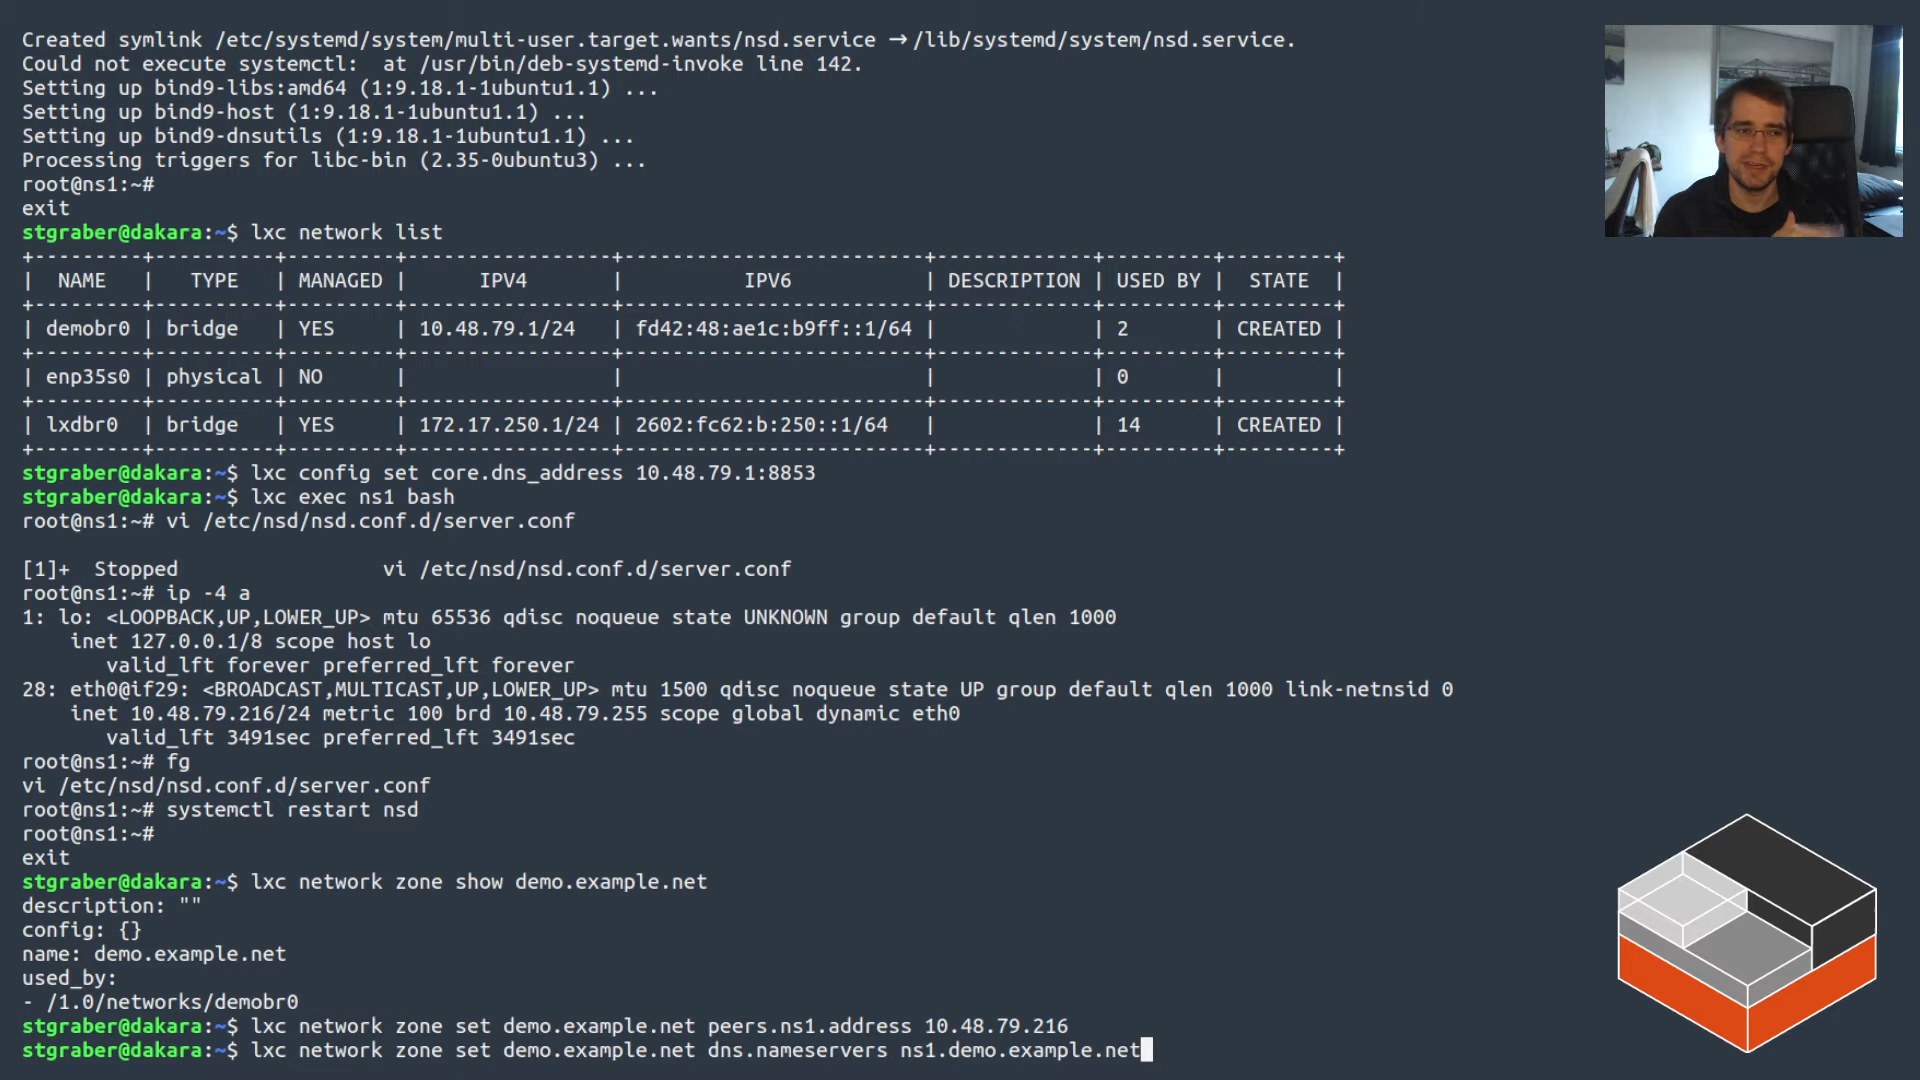 Created symlink /etc/systemd/system/multi-user.target.wants/nsd.service → /lib/systemd/system/nsd.service.
Could not execute systemctl:  at /usr/bin/deb-systemd-invoke line 142.
Setting up bind9-libs:amd64 (1:9.18.1-1ubuntu1.1) ...
Setting up bind9-host (1:9.18.1-1ubuntu1.1) ...
Setting up bind9-dnsutils (1:9.18.1-1ubuntu1.1) ...
Processing triggers for libc-bin (2.35-0ubuntu3) ...
root@ns1:~#
exit
stgraber@dakara:~$ lxc network list
+---------+----------+---------+-----------------+-------------------------+-------------+---------+---------+
|  NAME   |   TYPE   | MANAGED |      IPV4       |          IPV6           | DESCRIPTION | USED BY |  STATE  |
+---------+----------+---------+-----------------+-------------------------+-------------+---------+---------+
| demobr0 | bridge   | YES     | 10.48.79.1/24   | fd42:48:ae1c:b9ff::1/64 |             | 2       | CREATED |
+---------+----------+---------+-----------------+-------------------------+-------------+---------+---------+
| enp35s0 | physical | NO      |                 |                         |             | 0       |         |
+---------+----------+---------+-----------------+-------------------------+-------------+---------+---------+
| lxdbr0  | bridge   | YES     | 172.17.250.1/24 | 2602:fc62:b:250::1/64   |             | 14      | CREATED |
+---------+----------+---------+-----------------+-------------------------+-------------+---------+---------+
stgraber@dakara:~$ lxc config set core.dns_address 10.48.79.1:8853
stgraber@dakara:~$ lxc exec ns1 bash
root@ns1:~# vi /etc/nsd/nsd.conf.d/server.conf
[1]+  Stopped                 vi /etc/nsd/nsd.conf.d/server.conf
root@ns1:~# ip -4 a
1: lo: <LOOPBACK,UP,LOWER_UP> mtu 65536 qdisc noqueue state UNKNOWN group default qlen 1000
    inet 127.0.0.1/8 scope host lo
       valid_lft forever preferred_lft forever
28: eth0@if29: <BROADCAST,MULTICAST,UP,LOWER_UP> mtu 1500 qdisc noqueue state UP group default qlen 1000 link-netnsid 0
    inet 10.48.79.216/24 metric 100 brd 10.48.79.255 scope global dynamic eth0
       valid_lft 3491sec preferred_lft 3491sec
root@ns1:~# fg
vi /etc/nsd/nsd.conf.d/server.conf
root@ns1:~# systemctl restart nsd
root@ns1:~#
exit
stgraber@dakara:~$ lxc network zone show demo.example.net
description: ""
config: {}
name: demo.example.net
used_by:
- /1.0/networks/demobr0
stgraber@dakara:~$ lxc network zone set demo.example.net peers.ns1.address 10.48.79.216
stgraber@dakara:~$ lxc network zone set demo.example.net dns.nameservers ns1.demo.example.net